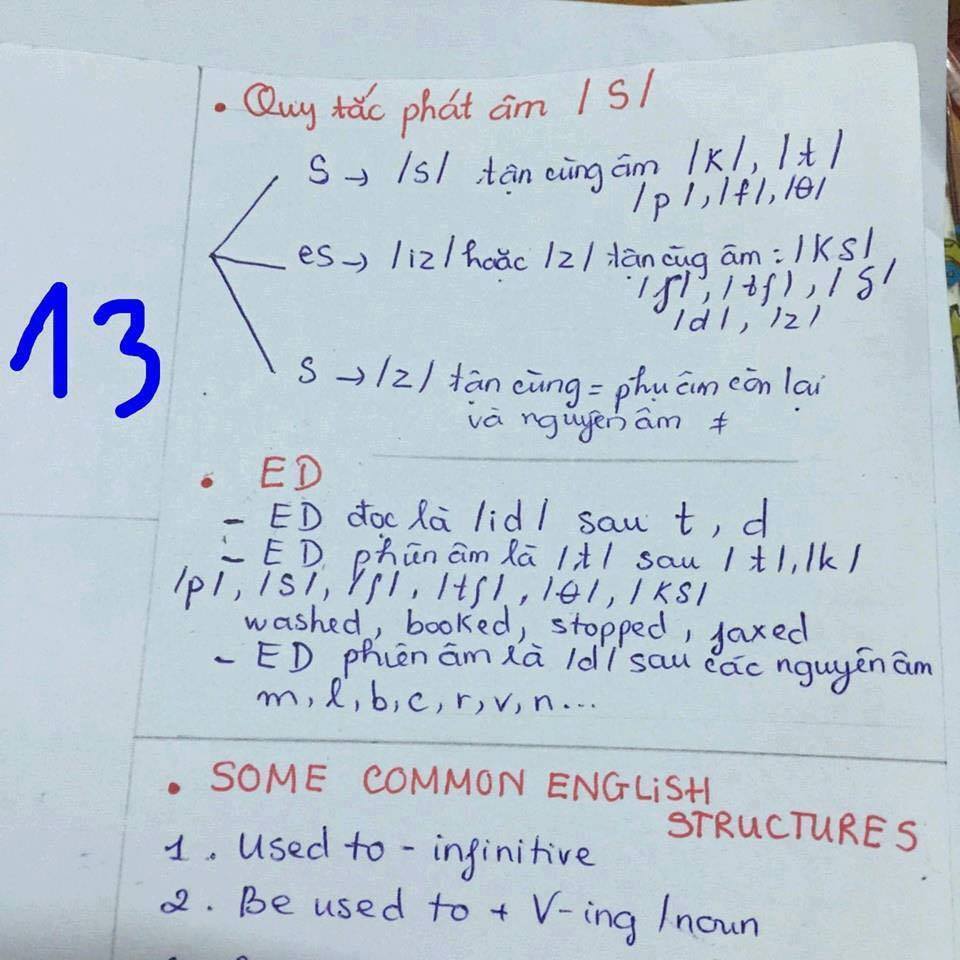 • Quy tắc phát âm /S/
S → /s/ tận cùng âm /k/, /t/
/p/, /f/, /θ/
es → /iz/ hoặc /z/ tận cùg âm : /KS/
/ʃ/, /tʃ/, /S/
/d/, /z/
S → /z/ tận cùng = phụ âm còn lại
và nguyên âm ≠
13
• ED
- ED đọc là /id/ sau t, d
- ED phiên âm là /t/ sau /t/, /k/
/p/, /S/, /ʃ/, /tʃ/, /θ/, /KS/
washed, booked, stopped, faxed
- ED phiên âm là /d/ sau các nguyên âm
m, l, b, c, r, v, n...
• SOME COMMON ENGLiSH
STRUCTURES
1. Used to - infinitive
2. Be used to + V-ing /noun